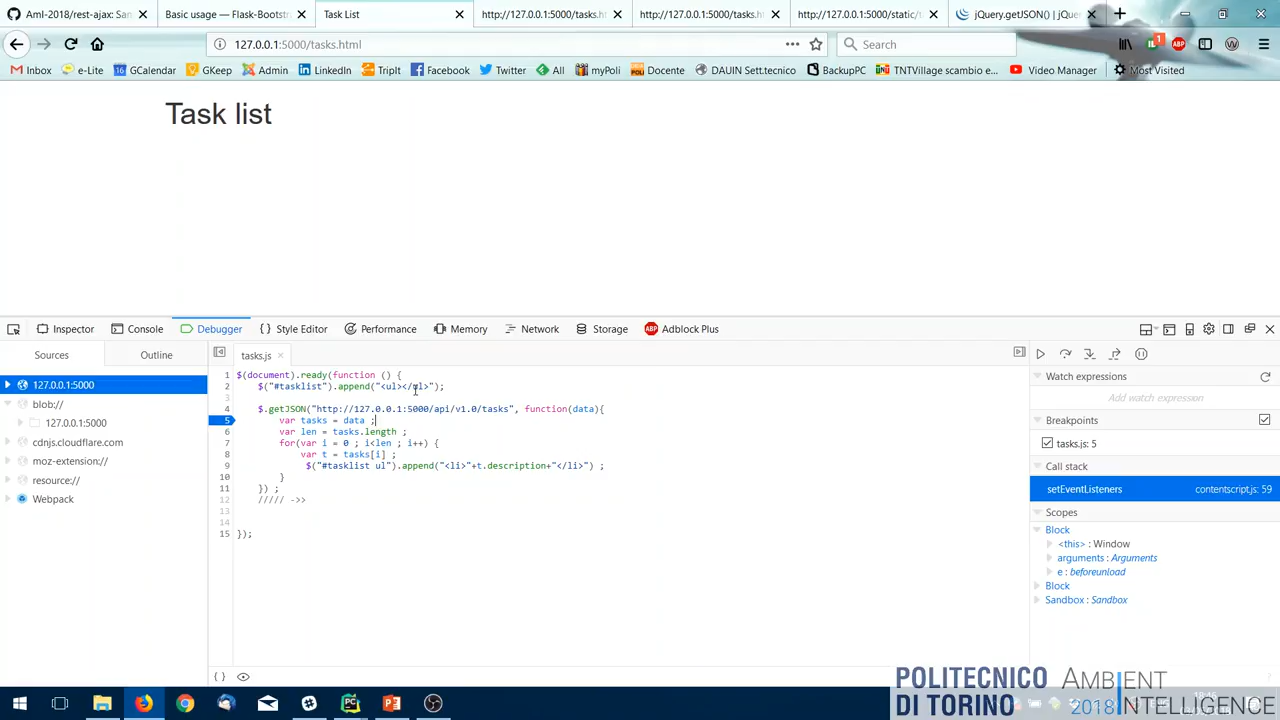 AmI-2018/rest-ajax: San
Basic usage — Flask-Bootstr
Task List
http://127.0.0.1:5000/tasks.ht
http://127.0.0.1:5000/tasks.ht
http://127.0.0.1:5000/static/t
jQuery.getJSON() | jQue
127.0.0.1:5000/tasks.html
Search
Inbox
e-Lite
GCalendar
GKeep
Admin
LinkedIn
TripIt
Facebook
Twitter
All
myPoli
Docente
DAUIN Sett.tecnico
BackupPC
TNTVillage scambio e...
Video Manager
Most Visited
Task list
Inspector
Console
Debugger
{ } Style Editor
Performance
Memory
Network
Storage
Adblock Plus
Sources
Outline
tasks.js
127.0.0.1:5000
blob://
127.0.0.1:5000
cdnjs.cloudflare.com
moz-extension://
resource://
Webpack
1 $(document).ready(function () {
2 $("#tasklist").append("<ul></ul>");
3
4 $.getJSON("http://127.0.0.1:5000/api/v1.0/tasks", function(data){
5 var tasks = data ;
6 var len = tasks.length ;
7 for(var i = 0 ; i<len ; i++) {
8 var t = tasks[i] ;
9 $("#tasklist ul").append("<li>"+t.description+"</li>") ;
10 }
11 }) ;
12 ///// ->>
13
14
15 });
{ }
Watch expressions
Add watch expression
Breakpoints
tasks.js: 5
Call stack
setEventListeners contentscript.js: 59
Scopes
Block
<this> : Window
arguments : Arguments
e : beforeunload
Block
Sandbox : Sandbox
POLITECNICO
DI TORINO
AMBIENT
2018 INTELLIGENCE